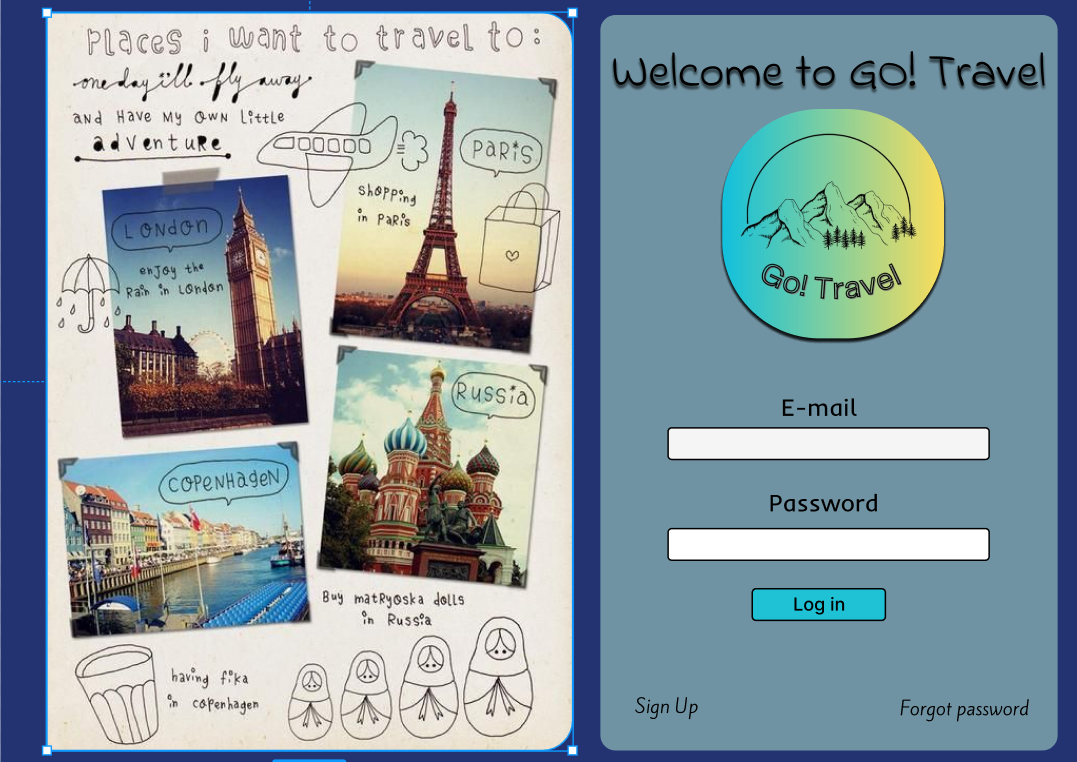 Places i want to travel to:
one day i'll fly away
and Have My Own little
adventure
PARiS
Shopping
in PaRis
LONdon
enjoy the
Rain in LOndon
RUSSia
COPENHagEN
Buy matRyoska dolls
in Russia
having fika
in copenhagen
Welcome to GO! Travel
Go! Travel
E-mail
Password
Log in
Sign Up
Forgot password